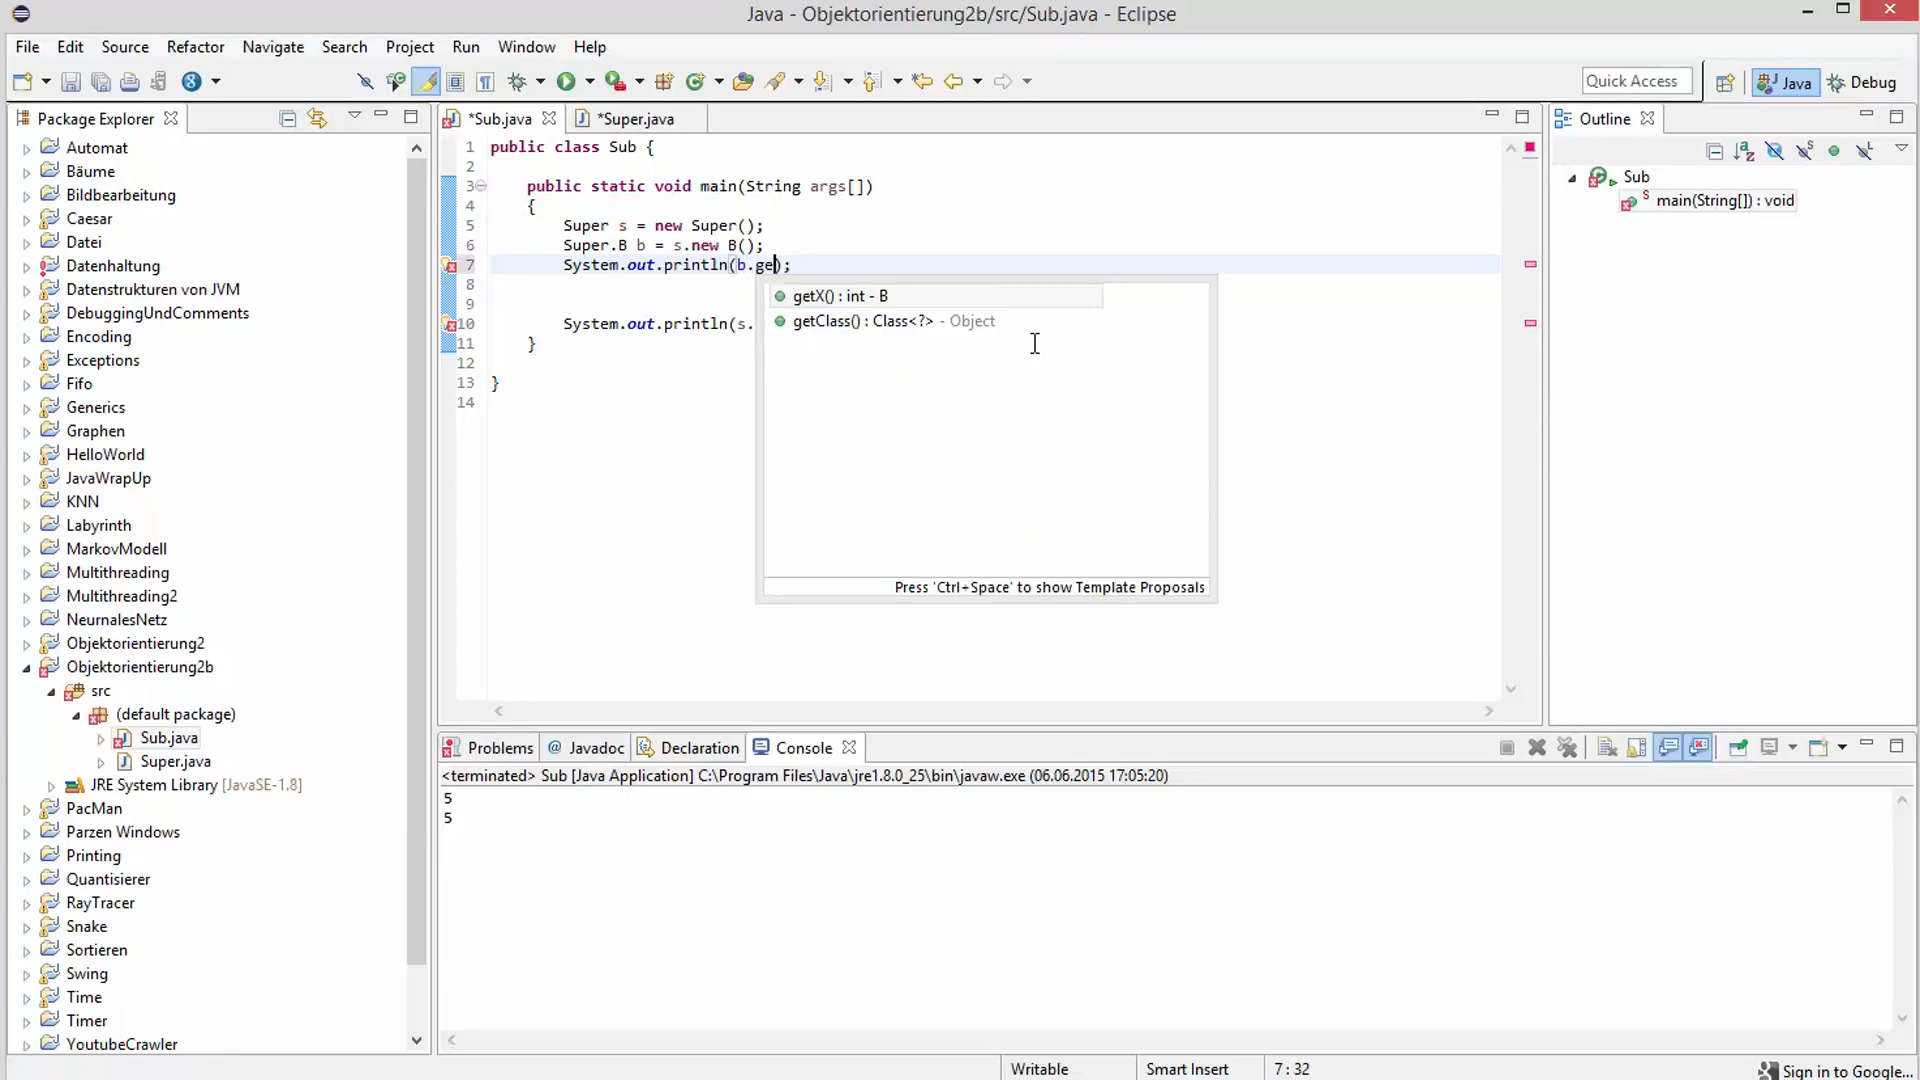 Java - Objektorientierung2b/src/Sub.java - Eclipse
File Edit Source Refactor Navigate Search Project Run Window Help
Quick Access
Java
Debug
Package Explorer
Automat
Bäume
Bildbearbeitung
Caesar
Datei
Datenhaltung
Datenstrukturen von JVM
DebuggingUndComments
Encoding
Exceptions
Fifo
Generics
Graphen
HelloWorld
JavaWrapUp
KNN
Labyrinth
MarkovModell
Multithreading
Multithreading2
NeurnalesNetz
Objektorientierung2
Objektorientierung2b
src
(default package)
Sub.java
Super.java
JRE System Library [JavaSE-1.8]
PacMan
Parzen Windows
Printing
Quantisierer
RayTracer
Snake
Sortieren
Swing
Time
Timer
YoutubeCrawler
*Sub.java
*Super.java
1 public class Sub {
2
3 public static void main(String args[])
4 {
5 Super s = new Super();
6 Super.B b = s.new B();
7 System.out.println(b.ge);
8
9
10 System.out.println(s.
11 }
12
13 }
14
getX() : int - B
getClass() : Class<?> - Object
Press 'Ctrl+Space' to show Template Proposals
Outline
Sub
main(String[]) : void
Problems
@ Javadoc
Declaration
Console
<terminated> Sub [Java Application] C:\Program Files\Java\jre1.8.0_25\bin\javaw.exe (06.06.2015 17:05:20)
5
5
Writable
Smart Insert
7 : 32
Sign in to Google...